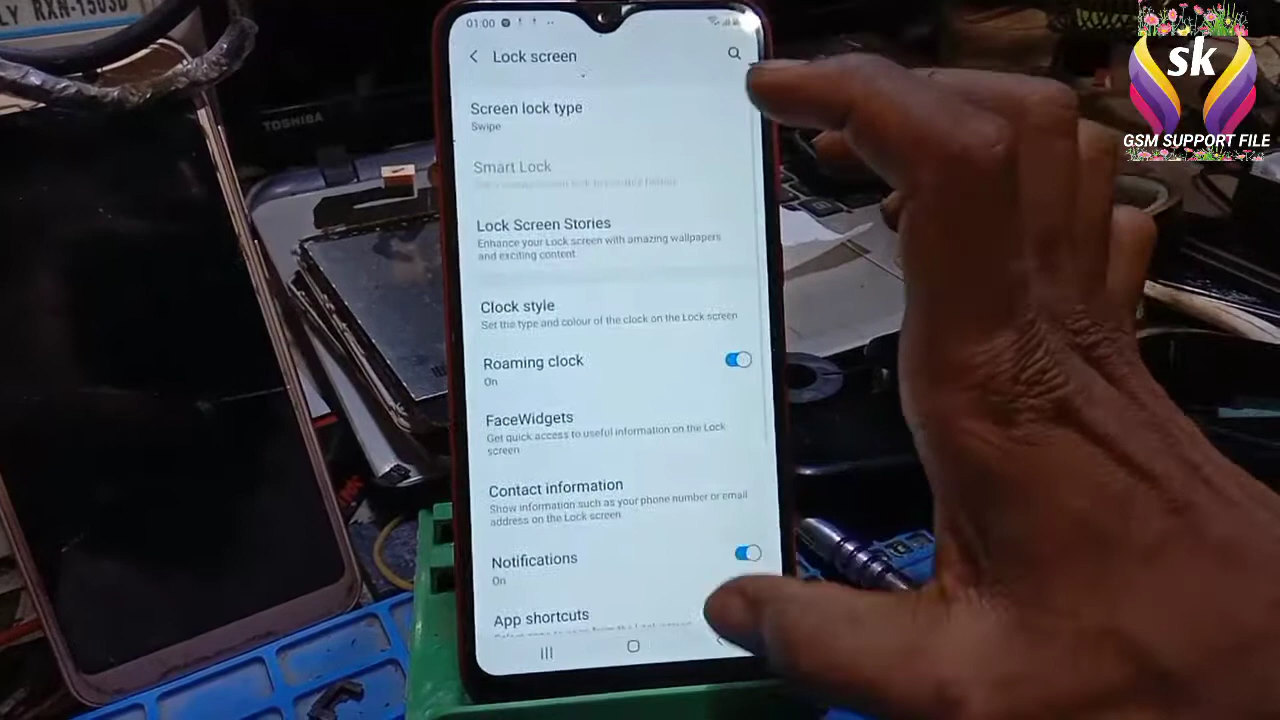 LY RXN-1503D
TOSHIBA
sk
GSM SUPPORT FILE
01:00
Lock screen
Screen lock type
Swipe
Smart Lock
Lock Screen Stories
Enhance your Lock screen with amazing wallpapers
and exciting content
Clock style
Set the type and colour of the clock on the Lock screen
Roaming clock
On
FaceWidgets
Get quick access to useful information on the Lock
screen
Contact information
Show information such as your phone number or email
address on the Lock screen
Notifications
On
App shortcuts